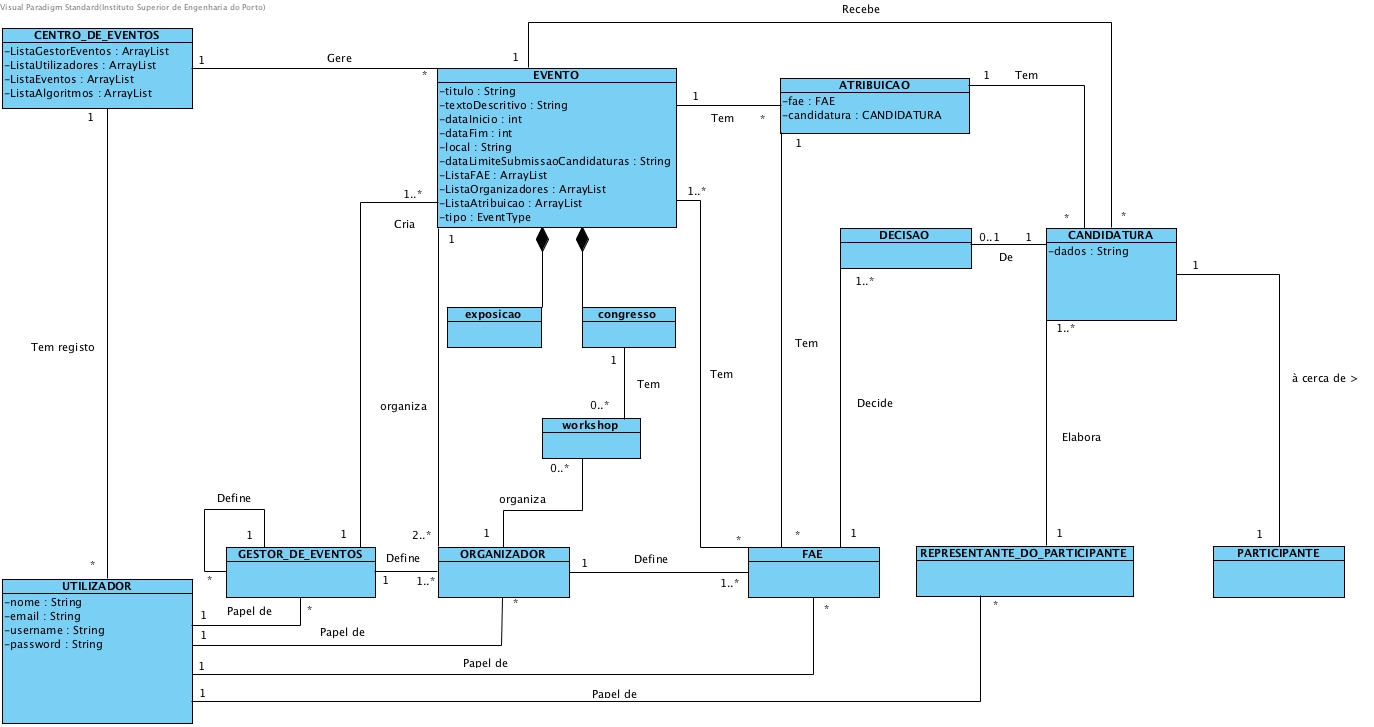 Visual Paradigm Standard(Instituto Superior de Engenharia do Porto)
Recebe
CENTRO_DE_EVENTOS
-ListaGestorEventos : ArrayList
-ListaUtilizadores : ArrayList
-ListaEventos : ArrayList
-ListaAlgoritmos : ArrayList
1
Gere
*
1
1
EVENTO
-titulo : String
-textoDescritivo : String
-dataInicio : int
-dataFim : int
-local : String
-dataLimiteSubmissaoCandidaturas : String
-ListaFAE : ArrayList
-ListaOrganizadores : ArrayList
-ListaAtribuicao : ArrayList
-tipo : EventType
1
Tem
*
ATRIBUICAO
-fae : FAE
-candidatura : CANDIDATURA
1
Tem
1
*
*
1..*
Cria
1
1..*
DECISAO
0..1
1
De
1..*
CANDIDATURA
-dados : String
1
1..*
exposicao
congresso
1
Tem
0..*
workshop
0..*
organiza
Tem registo
organiza
Tem
Tem
Decide
Elabora
à cerca de >
Define
1
*
1
2..*
1
*
*
1
1
1
*
GESTOR_DE_EVENTOS
Define
1
1..*
ORGANIZADOR
1
Define
1..*
FAE
REPRESENTANTE_DO_PARTICIPANTE
PARTICIPANTE
UTILIZADOR
-nome : String
-email : String
-username : String
-password : String
1
Papel de
*
1
Papel de
*
1
Papel de
*
1
Papel de
*